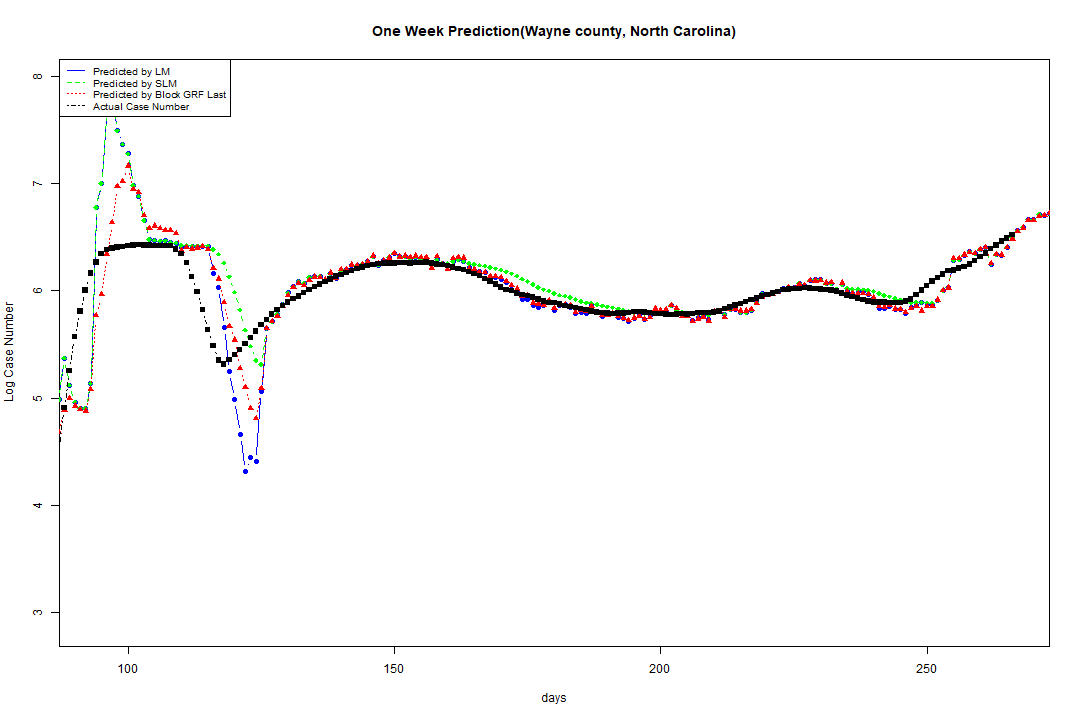 One Week Prediction(Wayne county, North Carolina)
Predicted by LM
Predicted by SLM
Predicted by Block GRF Last
Actual Case Number
8
7
6
5
4
3
Log Case Number
100
150
200
250
days